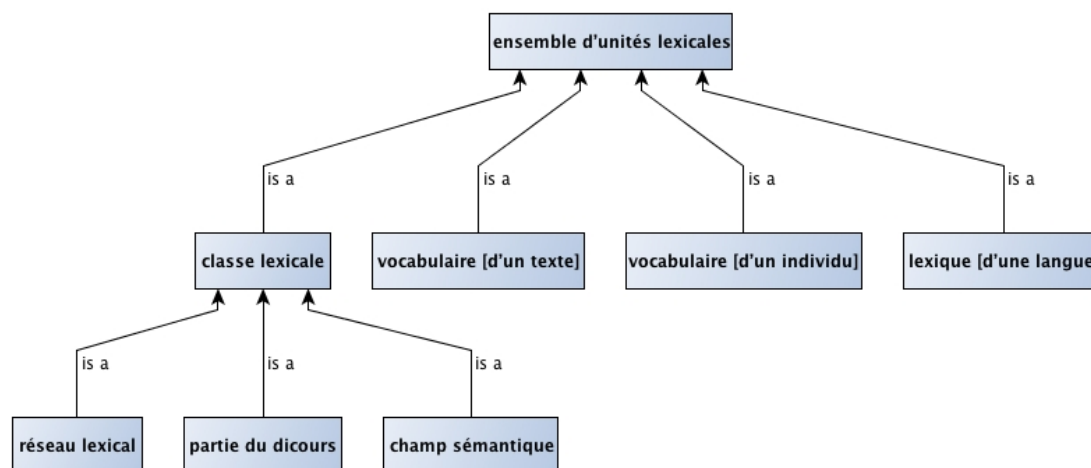 ensemble d'unités lexicales
is a
is a
is a
is a
classe lexicale
vocabulaire [d'un texte]
vocabulaire [d'un individu]
lexique [d'une langue
is a
is a
is a
réseau lexical
partie du dicours
champ sémantique